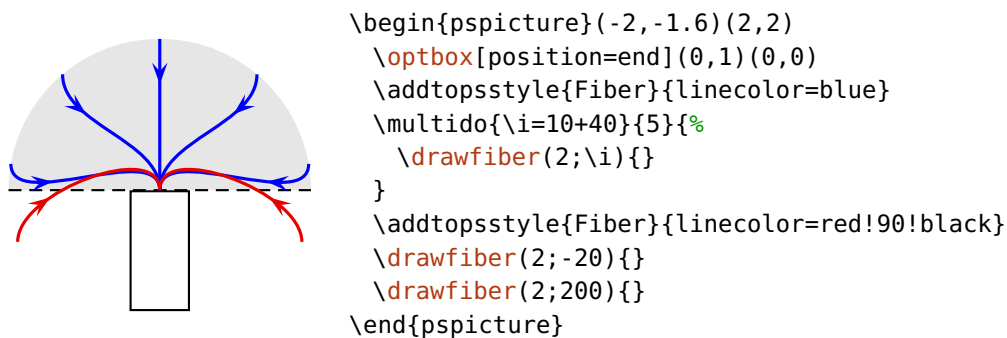 \begin{pspicture}(-2,-1.6)(2,2)
\optbox[position=end](0,1)(0,0)
\addtopsstyle{Fiber}{linecolor=blue}
\multido{\i=10+40}{5}{%
\drawfiber(2;\i){}
}
\addtopsstyle{Fiber}{linecolor=red!90!black}
\drawfiber(2;-20){}
\drawfiber(2;200){}
\end{pspicture}